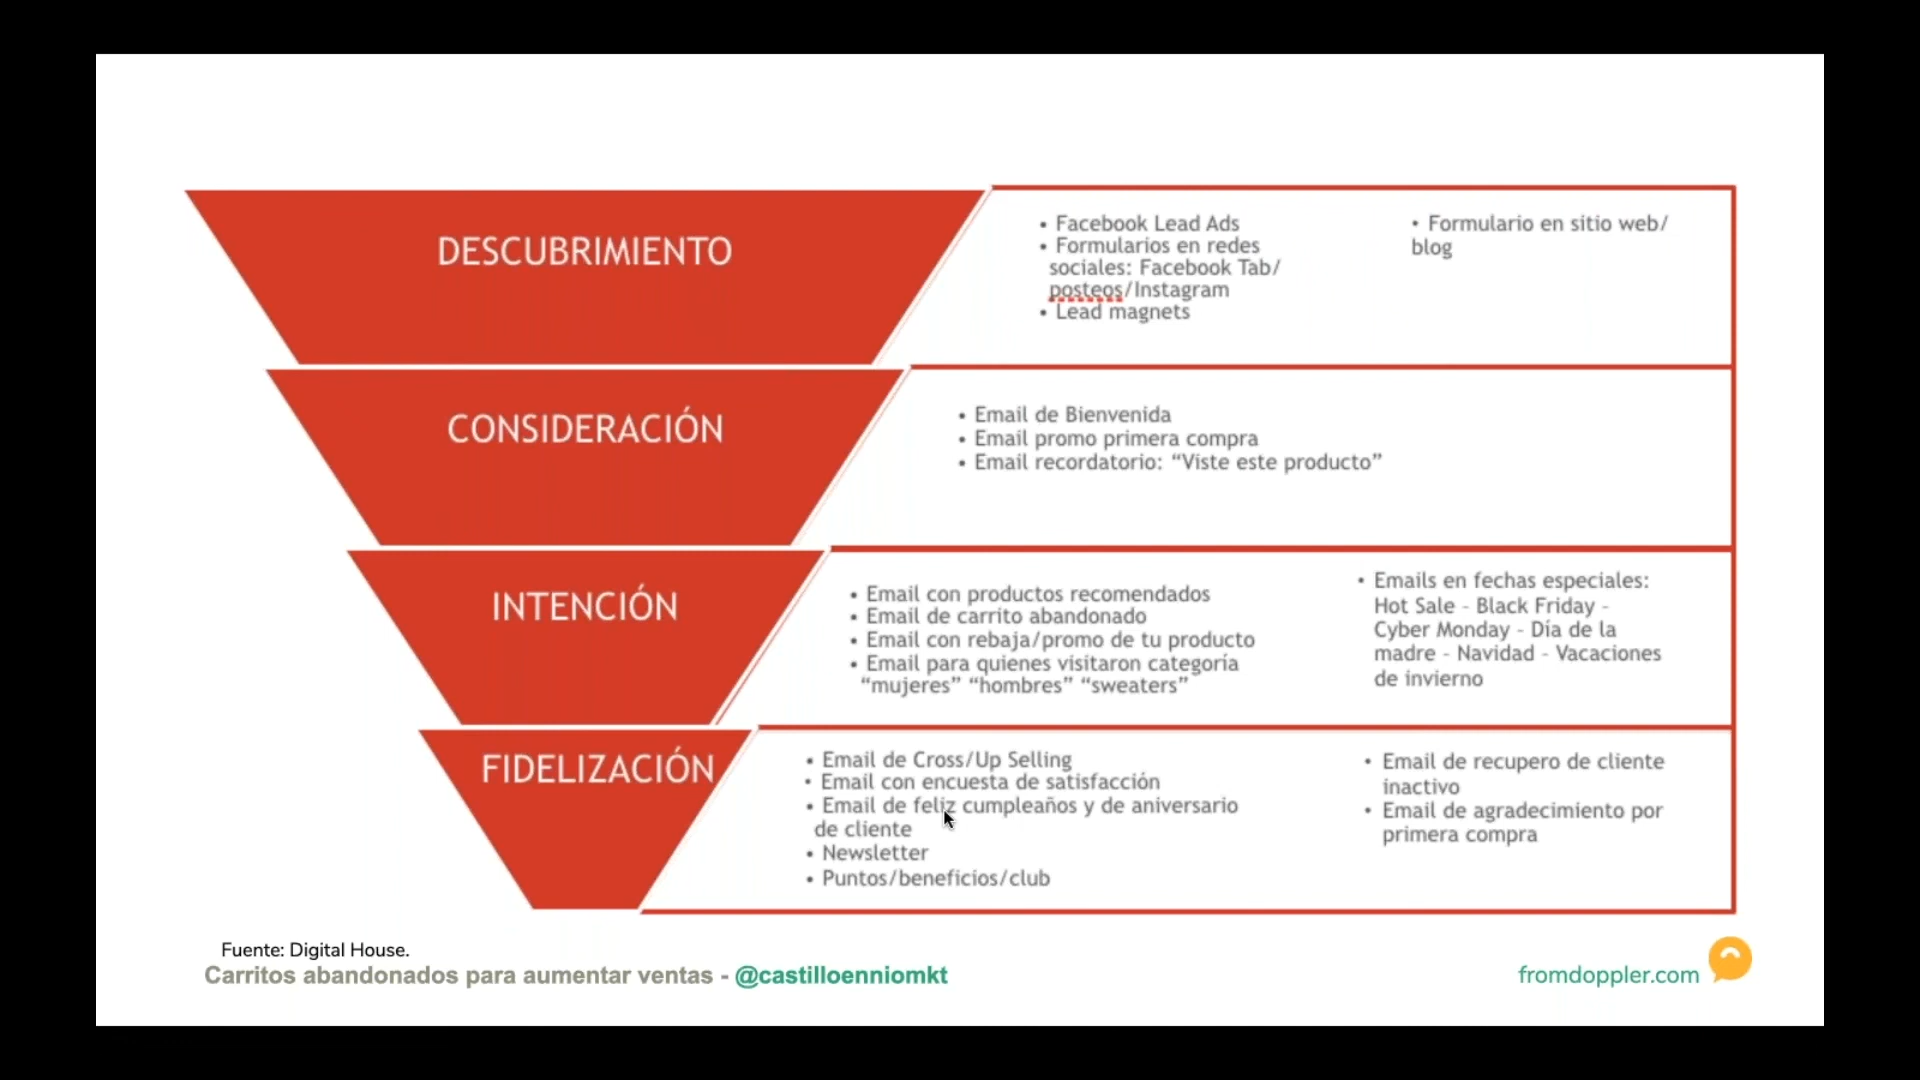 DESCUBRIMIENTO
• Facebook Lead Ads
• Formularios en redes
sociales: Facebook Tab/
posteos/Instagram
• Lead magnets
• Formulario en sitio web/
blog
CONSIDERACIÓN
• Email de Bienvenida
• Email promo primera compra
• Email recordatorio: “Viste este producto”
INTENCIÓN
• Email con productos recomendados
• Email de carrito abandonado
• Email con rebaja/promo de tu producto
• Email para quienes visitaron categoría
“mujeres” “hombres” “sweaters”
• Emails en fechas especiales:
Hot Sale - Black Friday -
Cyber Monday - Día de la
madre - Navidad - Vacaciones
de invierno
FIDELIZACIÓN
• Email de Cross/Up Selling
• Email con encuesta de satisfacción
• Email de feliz cumpleaños y de aniversario
de cliente
• Newsletter
• Puntos/beneficios/club
• Email de recupero de cliente
inactivo
• Email de agradecimiento por
primera compra
Fuente: Digital House.
Carritos abandonados para aumentar ventas - @castilloenniomkt
fromdoppler.com